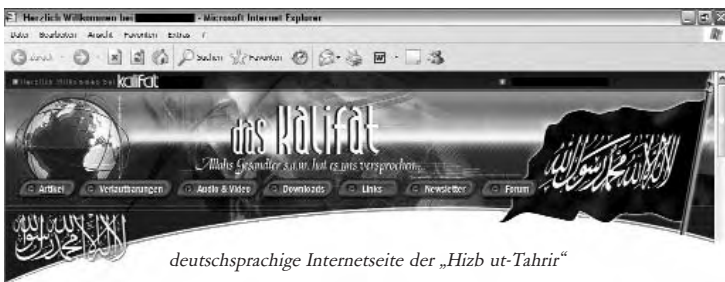 Herzlich Willkommen bei - Microsoft Internet Explorer
Datei Bearbeiten Ansicht Favoriten Extras ?
Zurück Suchen Favoriten
Herzlich Willkommen bei kalifat
das kalifat
Allahs Gesandter s.a.w. hat es uns versprochen...
لا إله إلا الله محمد رسول الله
Artikel Verlautbarungen Audio & Video Downloads Links Newsletter Forum
لا إله إلا الله محمد رسول الله
deutschsprachige Internetseite der „Hizb ut-Tahrir“